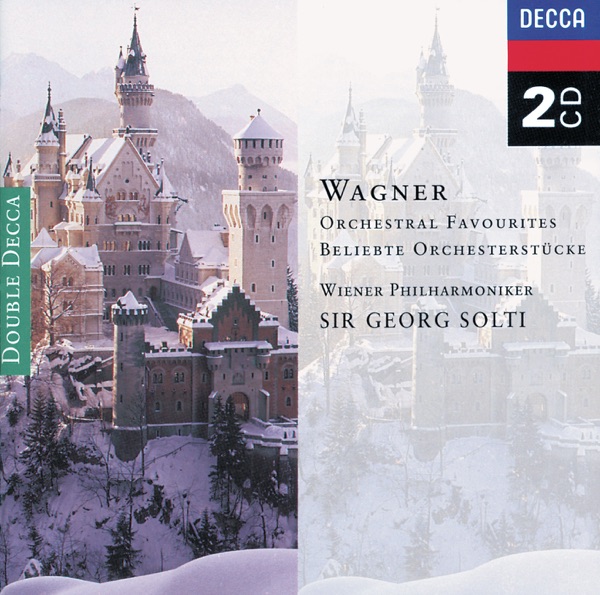 DECCA
2CD
WAGNER
ORCHESTRAL FAVOURITES
BELIEBTE ORCHESTERSTÜCKE
WIENER PHILHARMONIKER
SIR GEORG SOLTI
DOUBLE DECCA